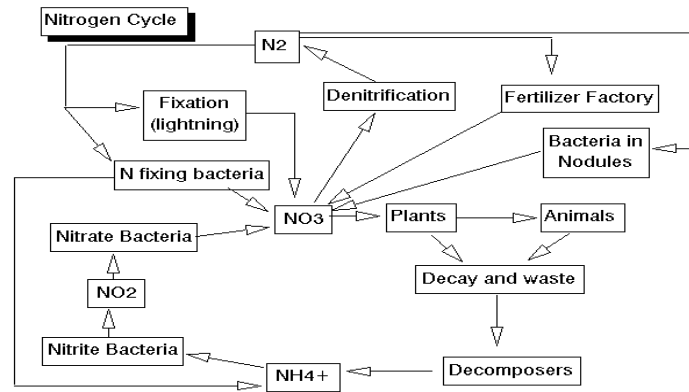 Nitrogen Cycle
N2
Fixation
(lightning)
Denitrification
Fertilizer Factory
Bacteria in
Nodules
N fixing bacteria
NO3
Plants
Animals
Nitrate Bacteria
NO2
Decay and waste
Nitrite Bacteria
NH4+
Decomposers